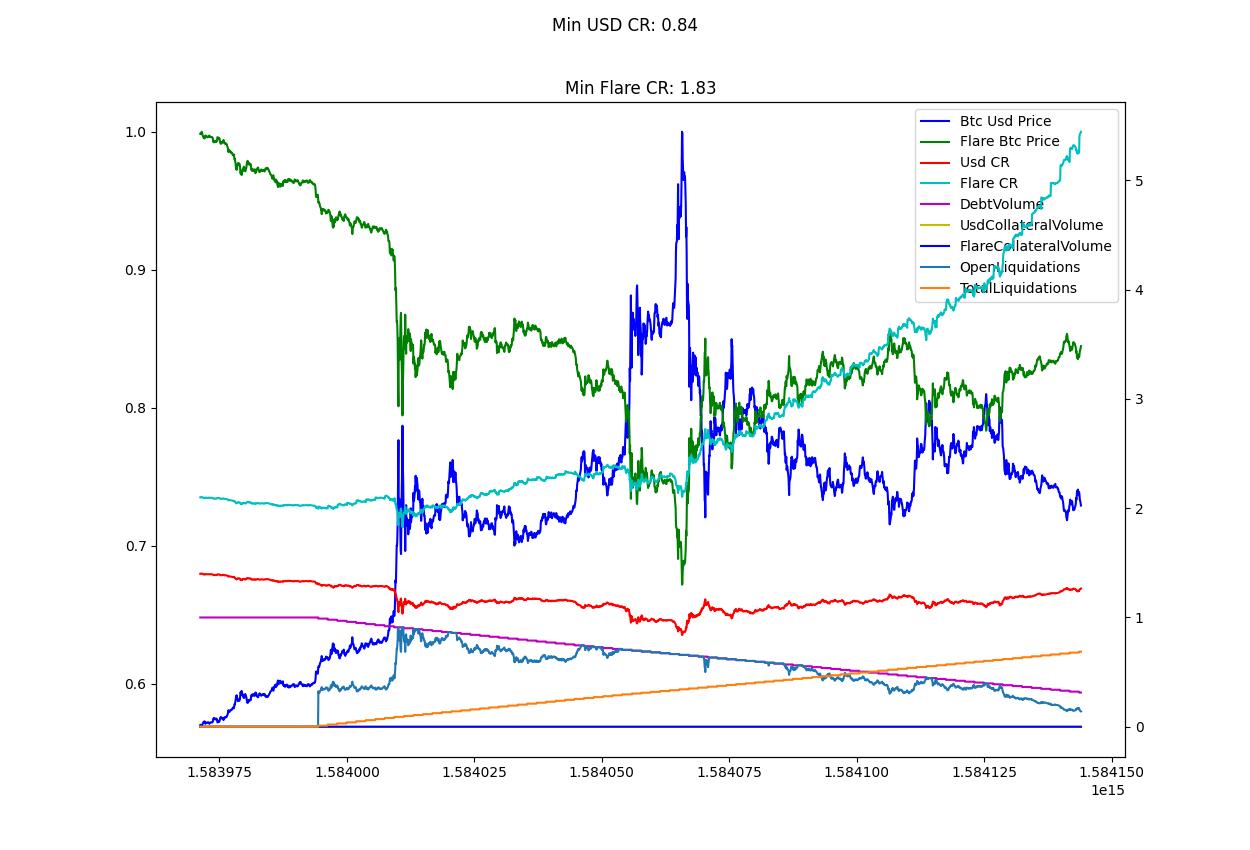 Min USD CR: 0.84
Min Flare CR: 1.83
Btc Usd Price
Flare Btc Price
Usd CR
Flare CR
DebtVolume
UsdCollateralVolume
FlareCollateralVolume
OpenLiquidations
TotalLiquidations
1.0
0.9
0.8
0.7
0.6
5
4
3
2
1
0
1.583975 1.584000 1.584025 1.584050 1.584075 1.584100 1.584125 1.584150
1e15